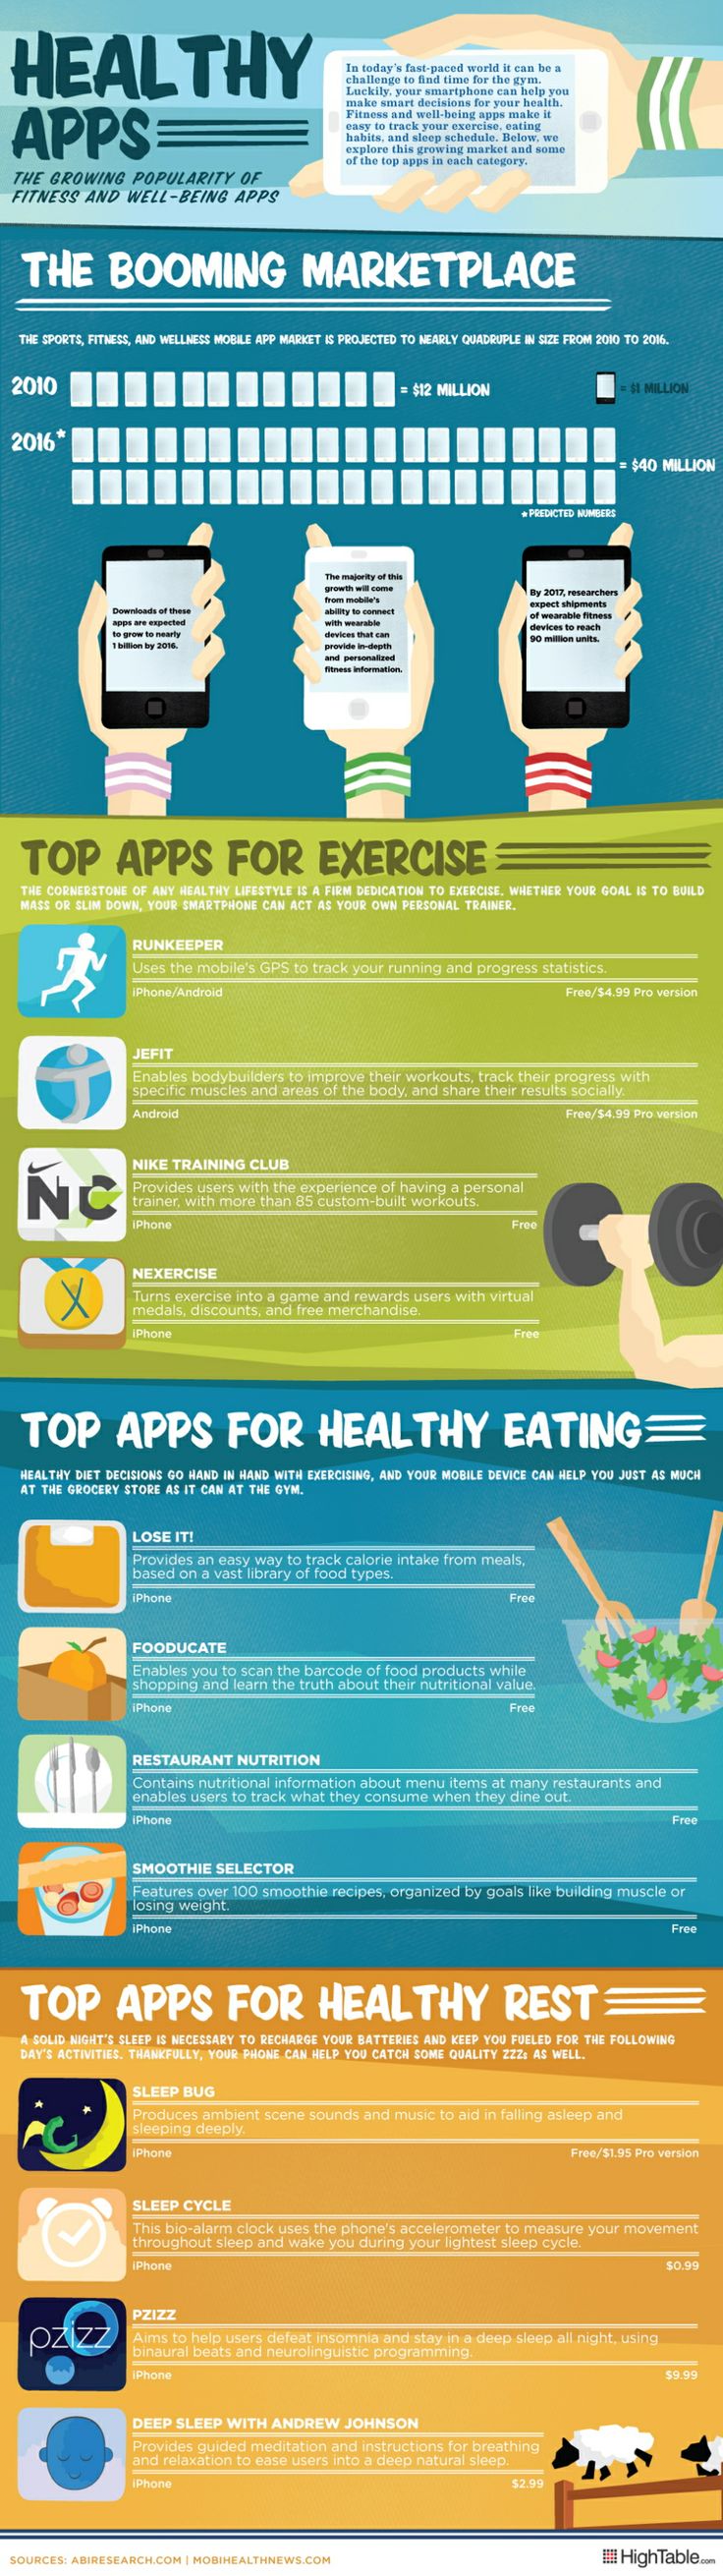 HEALTHY
APPS
THE GROWING POPULARITY OF
FITNESS AND WELL-BEING APPS
In today's fast-paced world it can be a
challenge to find time for the gym.
Luckily, your smartphone can help you
make smart decisions for your health.
Fitness and well-being apps make it
easy to track your exercise, eating
habits, and sleep schedule. Below, we
explore this growing market and some
of the top apps in each category.
THE BOOMING MARKETPLACE
THE SPORTS, FITNESS, AND WELLNESS MOBILE APP MARKET IS PROJECTED TO NEARLY QUADRUPLE IN SIZE FROM 2010 TO 2016.
2010 = $12 MILLION
= $1 MILLION
2016* = $40 MILLION
* PREDICTED NUMBERS
Downloads of these
apps are expected
to grow to nearly
1 billion by 2016.
The majority of this
growth will come
from mobile's
ability to connect
with wearable
devices that can
provide in-depth
and personalized
fitness information.
By 2017, researchers
expect shipments
of wearable fitness
devices to reach
90 million units.
TOP APPS FOR EXERCISE
THE CORNERSTONE OF ANY HEALTHY LIFESTYLE IS A FIRM DEDICATION TO EXERCISE. WHETHER YOUR GOAL IS TO BUILD
MASS OR SLIM DOWN, YOUR SMARTPHONE CAN ACT AS YOUR OWN PERSONAL TRAINER.
RUNKEEPER
Uses the mobile's GPS to track your running and progress statistics.
iPhone/Android Free/$4.99 Pro version
JEFIT
Enables bodybuilders to improve their workouts, track their progress with
specific muscles and areas of the body, and share their results socially.
Android Free/$4.99 Pro version
NTC
NIKE TRAINING CLUB
Provides users with the experience of having a personal
trainer, with more than 85 custom-built workouts.
iPhone Free
NEXERCISE
Turns exercise into a game and rewards users with virtual
medals, discounts, and free merchandise.
iPhone Free
TOP APPS FOR HEALTHY EATING
HEALTHY DIET DECISIONS GO HAND IN HAND WITH EXERCISING, AND YOUR MOBILE DEVICE CAN HELP YOU JUST AS MUCH
AT THE GROCERY STORE AS IT CAN AT THE GYM.
LOSE IT!
Provides an easy way to track calorie intake from meals,
based on a vast library of food types.
iPhone Free
FOODUCATE
Enables you to scan the barcode of food products while
shopping and learn the truth about their nutritional value.
iPhone Free
RESTAURANT NUTRITION
Contains nutritional information about menu items at many restaurants and
enables users to track what they consume when they dine out.
iPhone Free
SMOOTHIE SELECTOR
Features over 100 smoothie recipes, organized by goals like building muscle or
losing weight.
iPhone Free
TOP APPS FOR HEALTHY REST
A SOLID NIGHT'S SLEEP IS NECESSARY TO RECHARGE YOUR BATTERIES AND KEEP YOU FUELED FOR THE FOLLOWING
DAY'S ACTIVITIES. THANKFULLY, YOUR PHONE CAN HELP YOU CATCH SOME QUALITY ZZZs AS WELL.
SLEEP BUG
Produces ambient scene sounds and music to aid in falling asleep and
sleeping deeply.
iPhone Free/$1.95 Pro version
SLEEP CYCLE
This bio-alarm clock uses the phone's accelerometer to measure your movement
throughout sleep and wake you during your lightest sleep cycle.
iPhone $0.99
pzizz
PZIZZ
Aims to help users defeat insomnia and stay in a deep sleep all night, using
binaural beats and neurolinguistic programming.
iPhone $9.99
DEEP SLEEP WITH ANDREW JOHNSON
Provides guided meditation and instructions for breathing
and relaxation to ease users into a deep natural sleep.
iPhone $2.99
SOURCES: ABIRESEARCH.COM | MOBIHEALTHNEWS.COM
HighTable.com